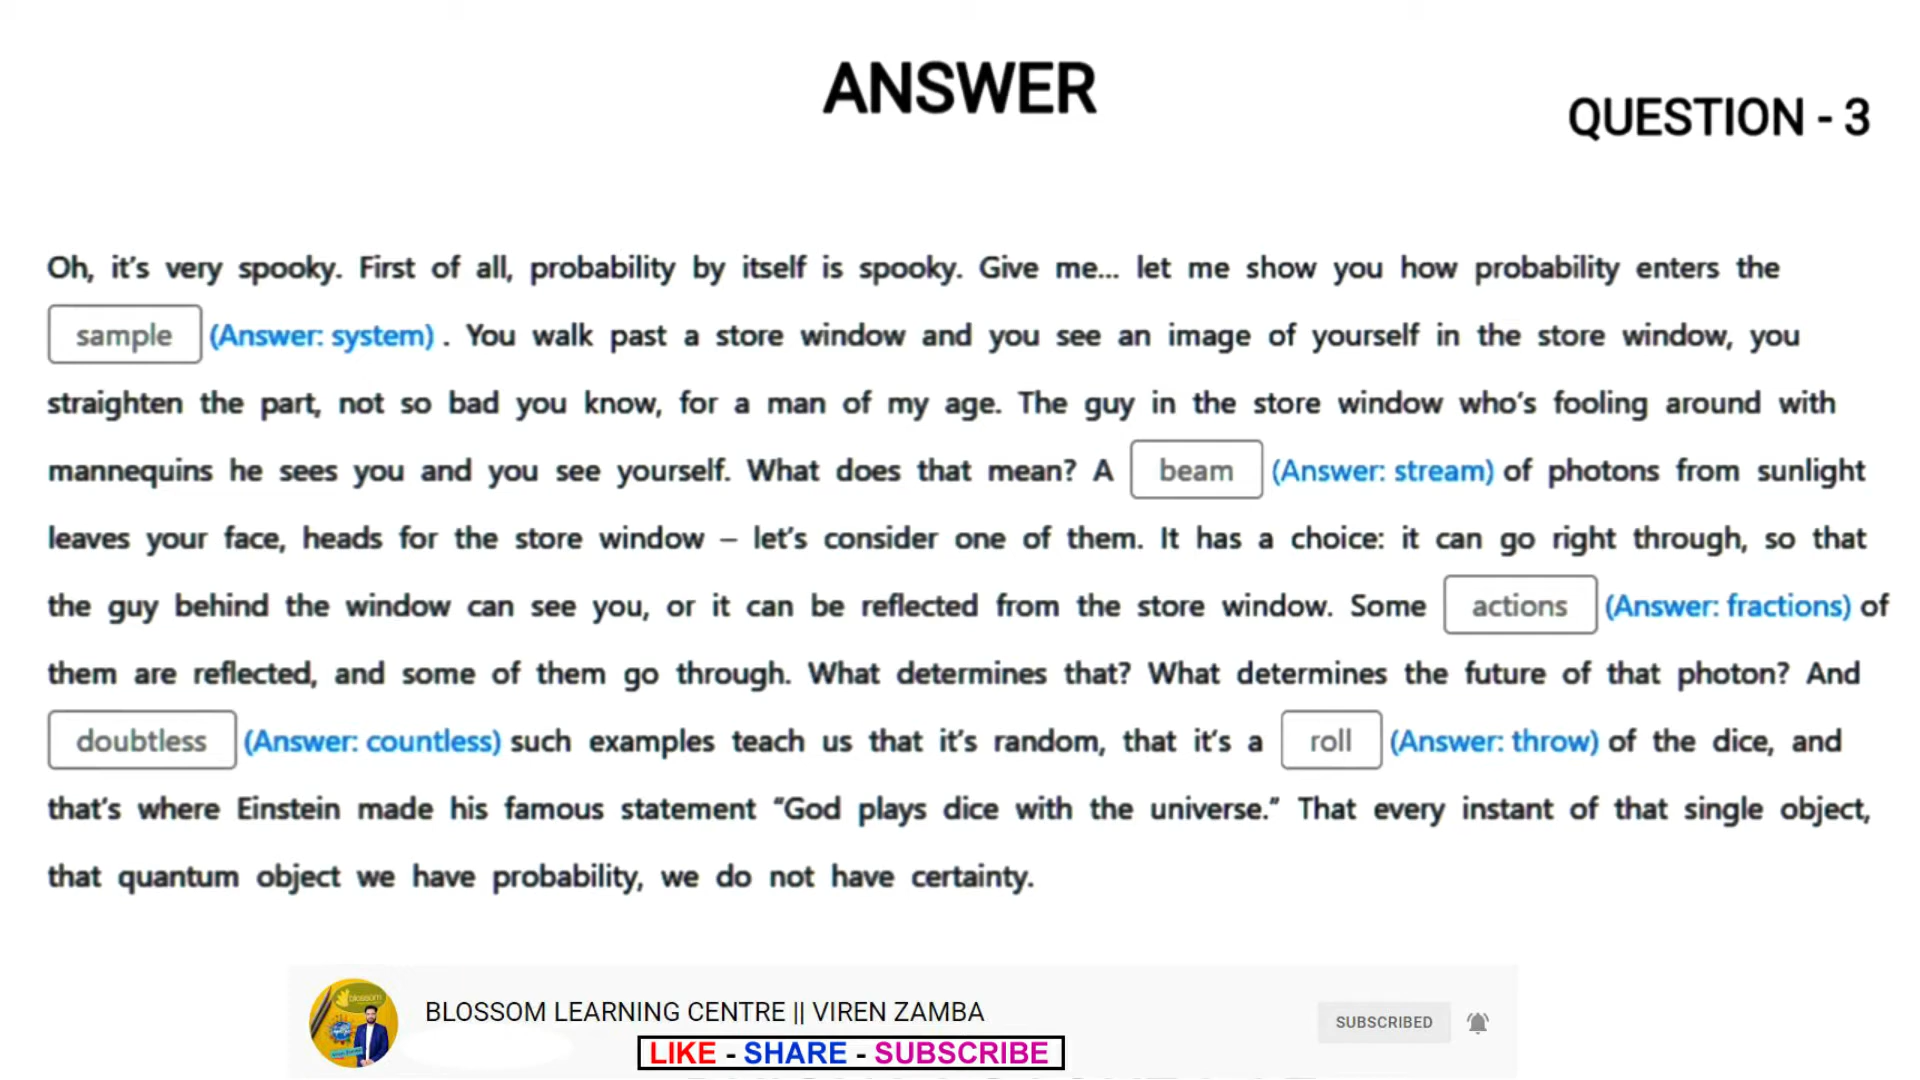 ANSWER
QUESTION - 3
Oh, it's very spooky. First of all, probability by itself is spooky. Give me... let me show you how probability enters the
sample (Answer: system) . You walk past a store window and you see an image of yourself in the store window, you
straighten the part, not so bad you know, for a man of my age. The guy in the store window who's fooling around with
mannequins he sees you and you see yourself. What does that mean? A beam (Answer: stream) of photons from sunlight
leaves your face, heads for the store window – let's consider one of them. It has a choice: it can go right through, so that
the guy behind the window can see you, or it can be reflected from the store window. Some actions (Answer: fractions) of
them are reflected, and some of them go through. What determines that? What determines the future of that photon? And
doubtless (Answer: countless) such examples teach us that it's random, that it's a roll (Answer: throw) of the dice, and
that's where Einstein made his famous statement “God plays dice with the universe.” That every instant of that single object,
that quantum object we have probability, we do not have certainty.
blossom
BLOSSOM LEARNING CENTRE || VIREN ZAMBA
SUBSCRIBED
LIKE - SHARE - SUBSCRIBE